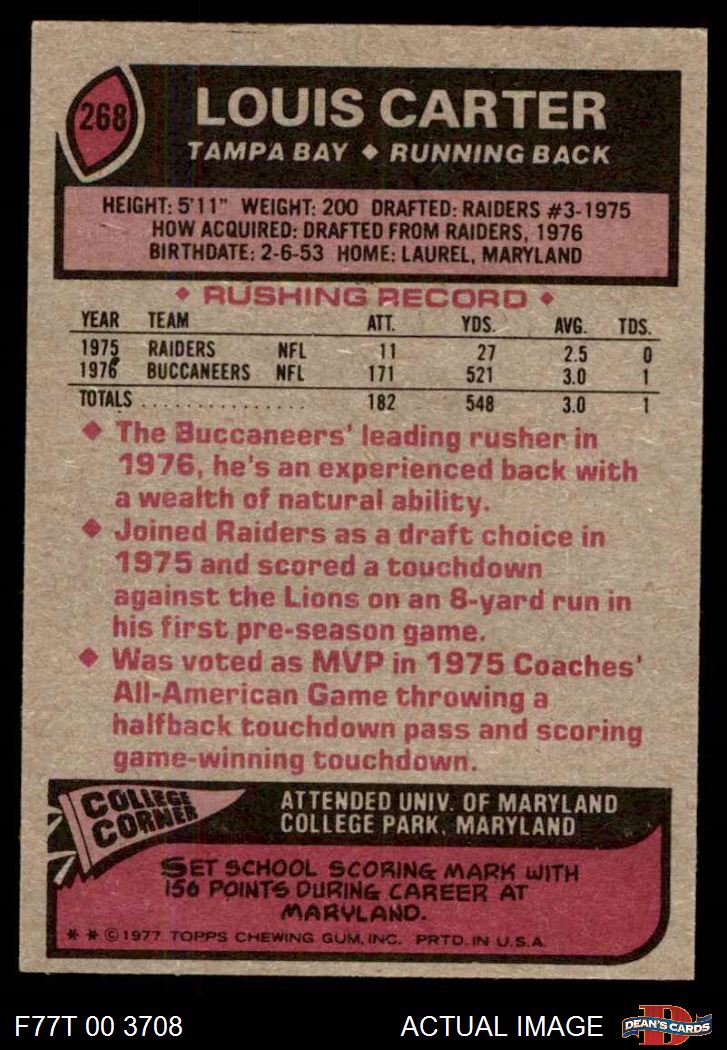 268
LOUIS CARTER
TAMPA BAY ◆ RUNNING BACK
HEIGHT: 5'11" WEIGHT: 200 DRAFTED: RAIDERS #3-1975
HOW ACQUIRED: DRAFTED FROM RAIDERS, 1976
BIRTHDATE: 2-6-53 HOME: LAUREL, MARYLAND
◆ RUSHING RECORD ◆
YEAR TEAM ATT. YDS. AVG. TDS.
1975 RAIDERS NFL 11 27 2.5 0
1976 BUCCANEERS NFL 171 521 3.0 1
TOTALS . . . . . . . . . . . . . . . 182 548 3.0 1
◆ The Buccaneers' leading rusher in
1976, he's an experienced back with
a wealth of natural ability.
◆ Joined Raiders as a draft choice in
1975 and scored a touchdown
against the Lions on an 8-yard run in
his first pre-season game.
◆ Was voted as MVP in 1975 Coaches'
All-American Game throwing a
halfback touchdown pass and scoring
game-winning touchdown.
COLLEGE
CORNER
ATTENDED UNIV. OF MARYLAND
COLLEGE PARK, MARYLAND
SET SCHOOL SCORING MARK WITH
156 POINTS DURING CAREER AT
MARYLAND.
* * © 1977 TOPPS CHEWING GUM, INC. PRTD. IN U.S.A.
F77T 00 3708
ACTUAL IMAGE
D
DEAN'S CARDS